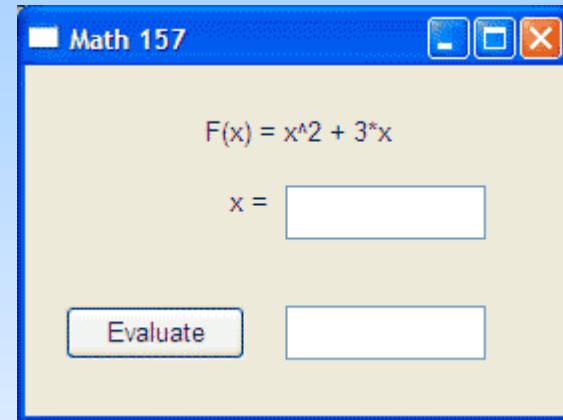 Math 157
F(x) = x^2 + 3*x
x =
Evaluate